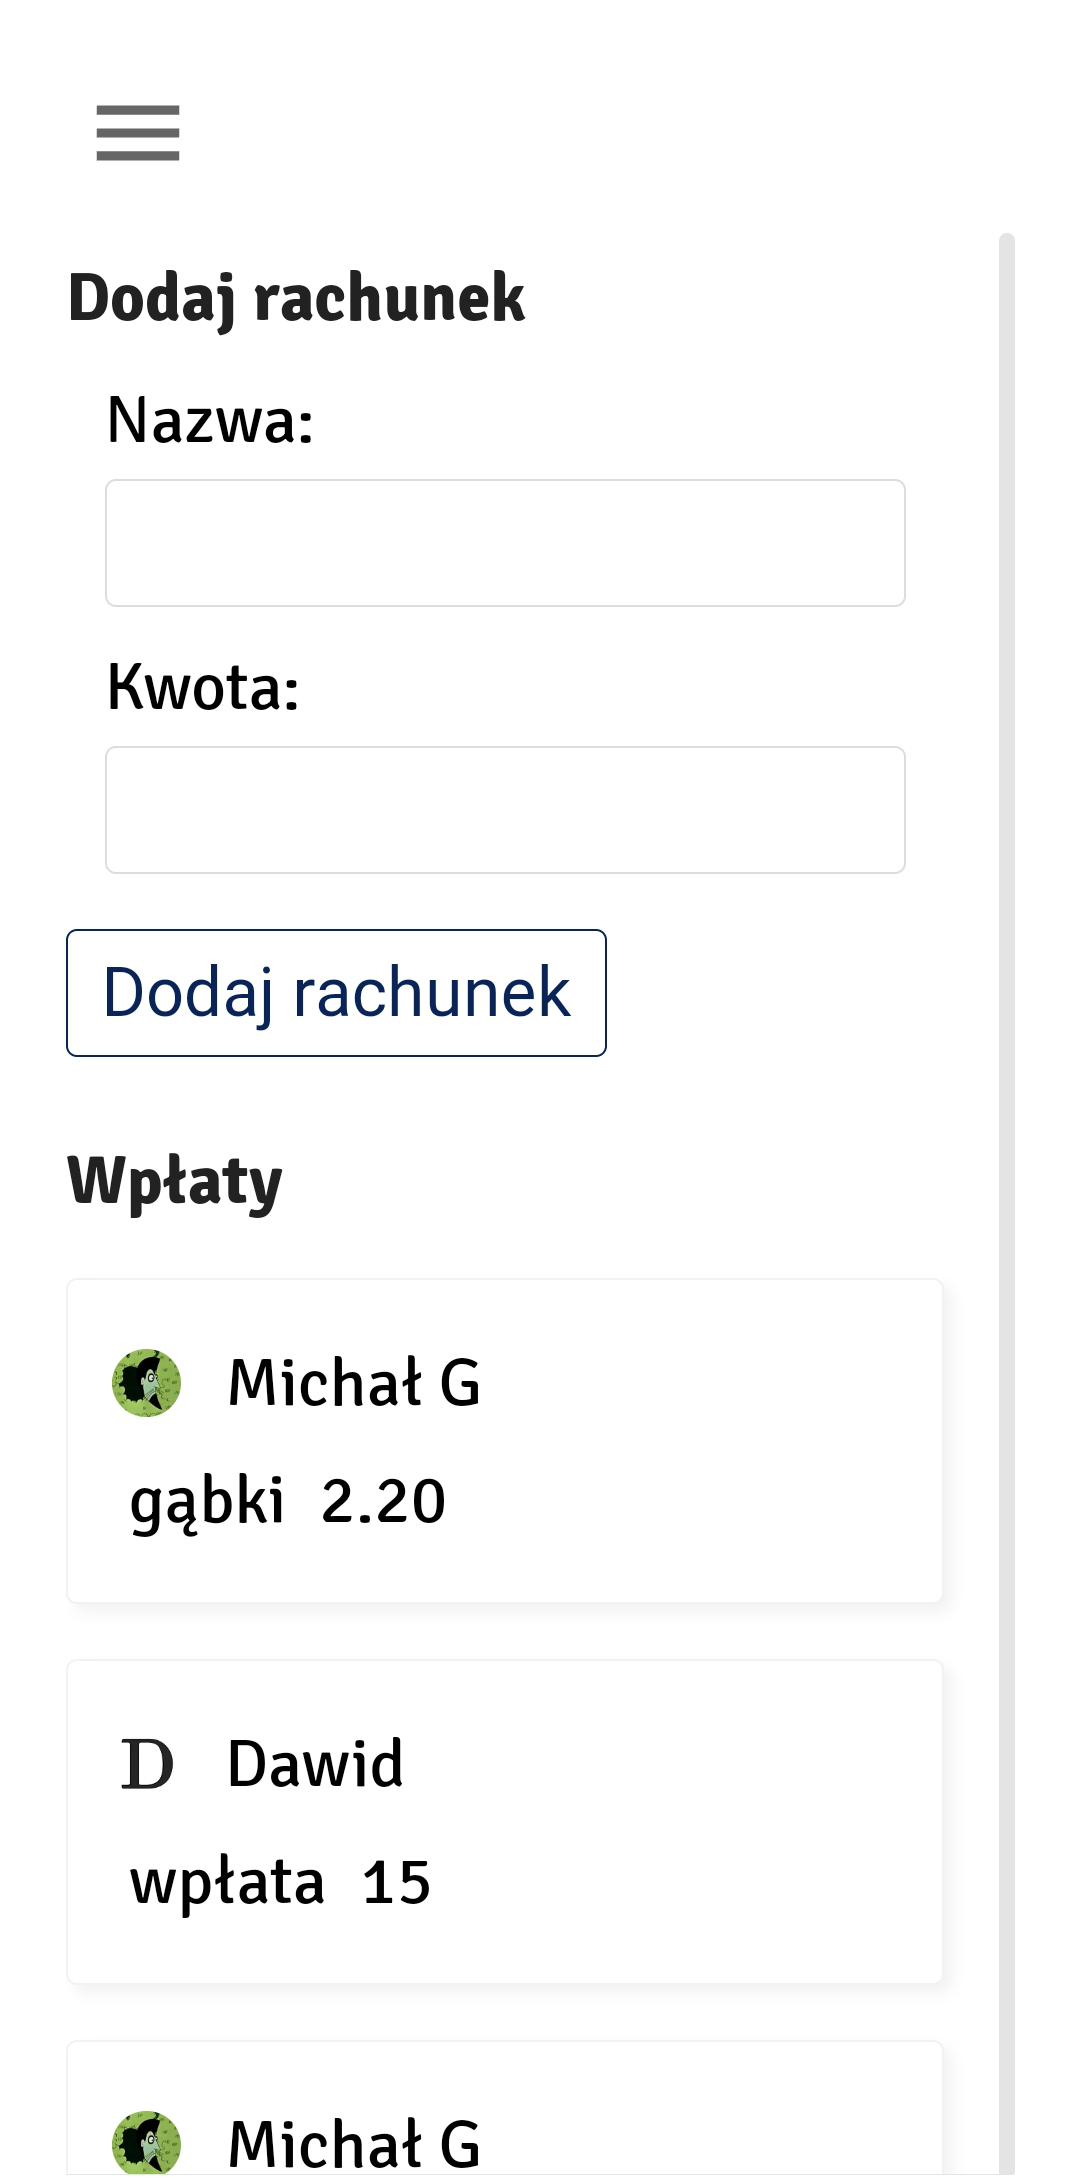 Dodaj rachunek
Nazwa:
Kwota:
Dodaj rachunek
Wpłaty
Michał G
gąbki 2.20
D Dawid
wpłata 15
Michał G